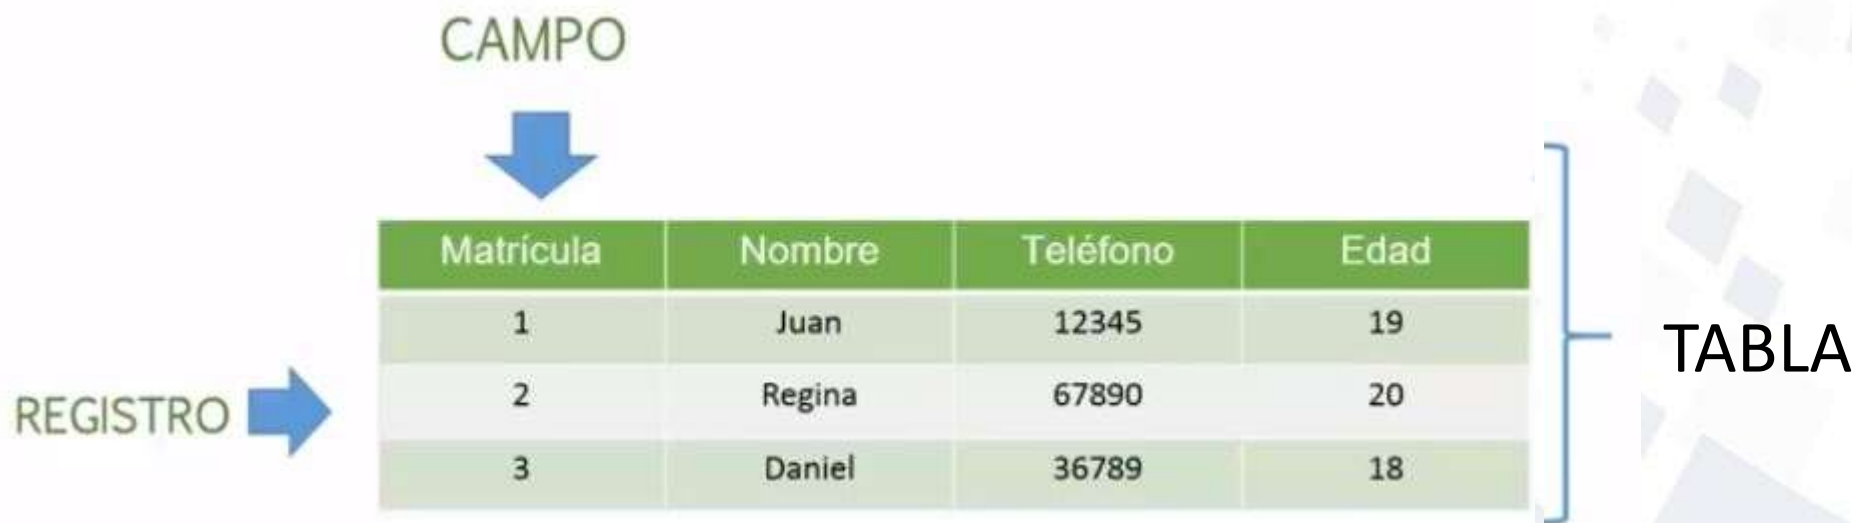 CAMPO
Matrícula Nombre Teléfono Edad
1 Juan 12345 19
TABLA
REGISTRO
2 Regina 67890 20
3 Daniel 36789 18